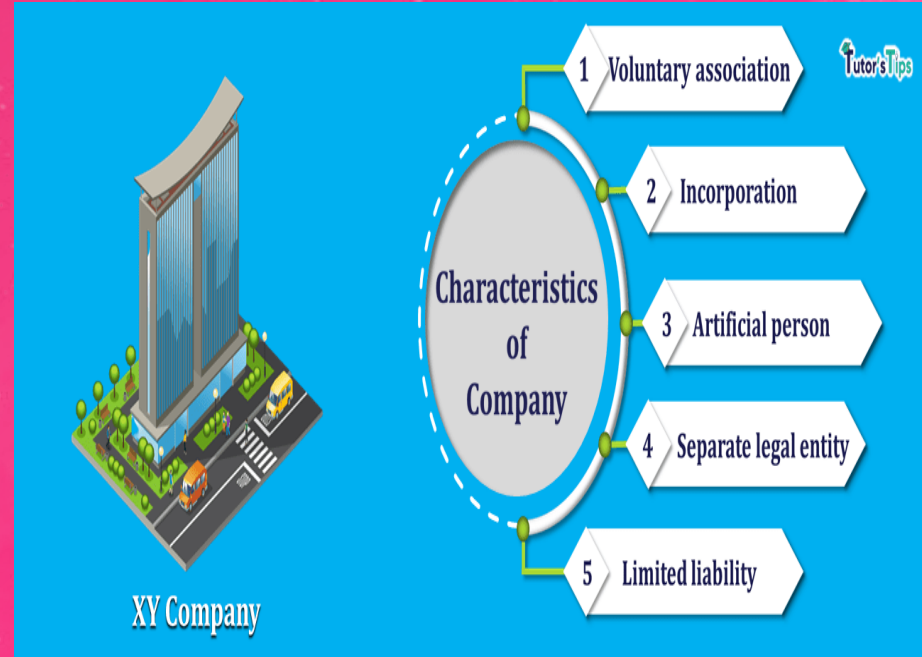 1 Voluntary association
Tutor'sTips
2 Incorporation
Characteristics
of
Company
3 Artificial person
4 Separate legal entity
5 Limited liability
XY Company